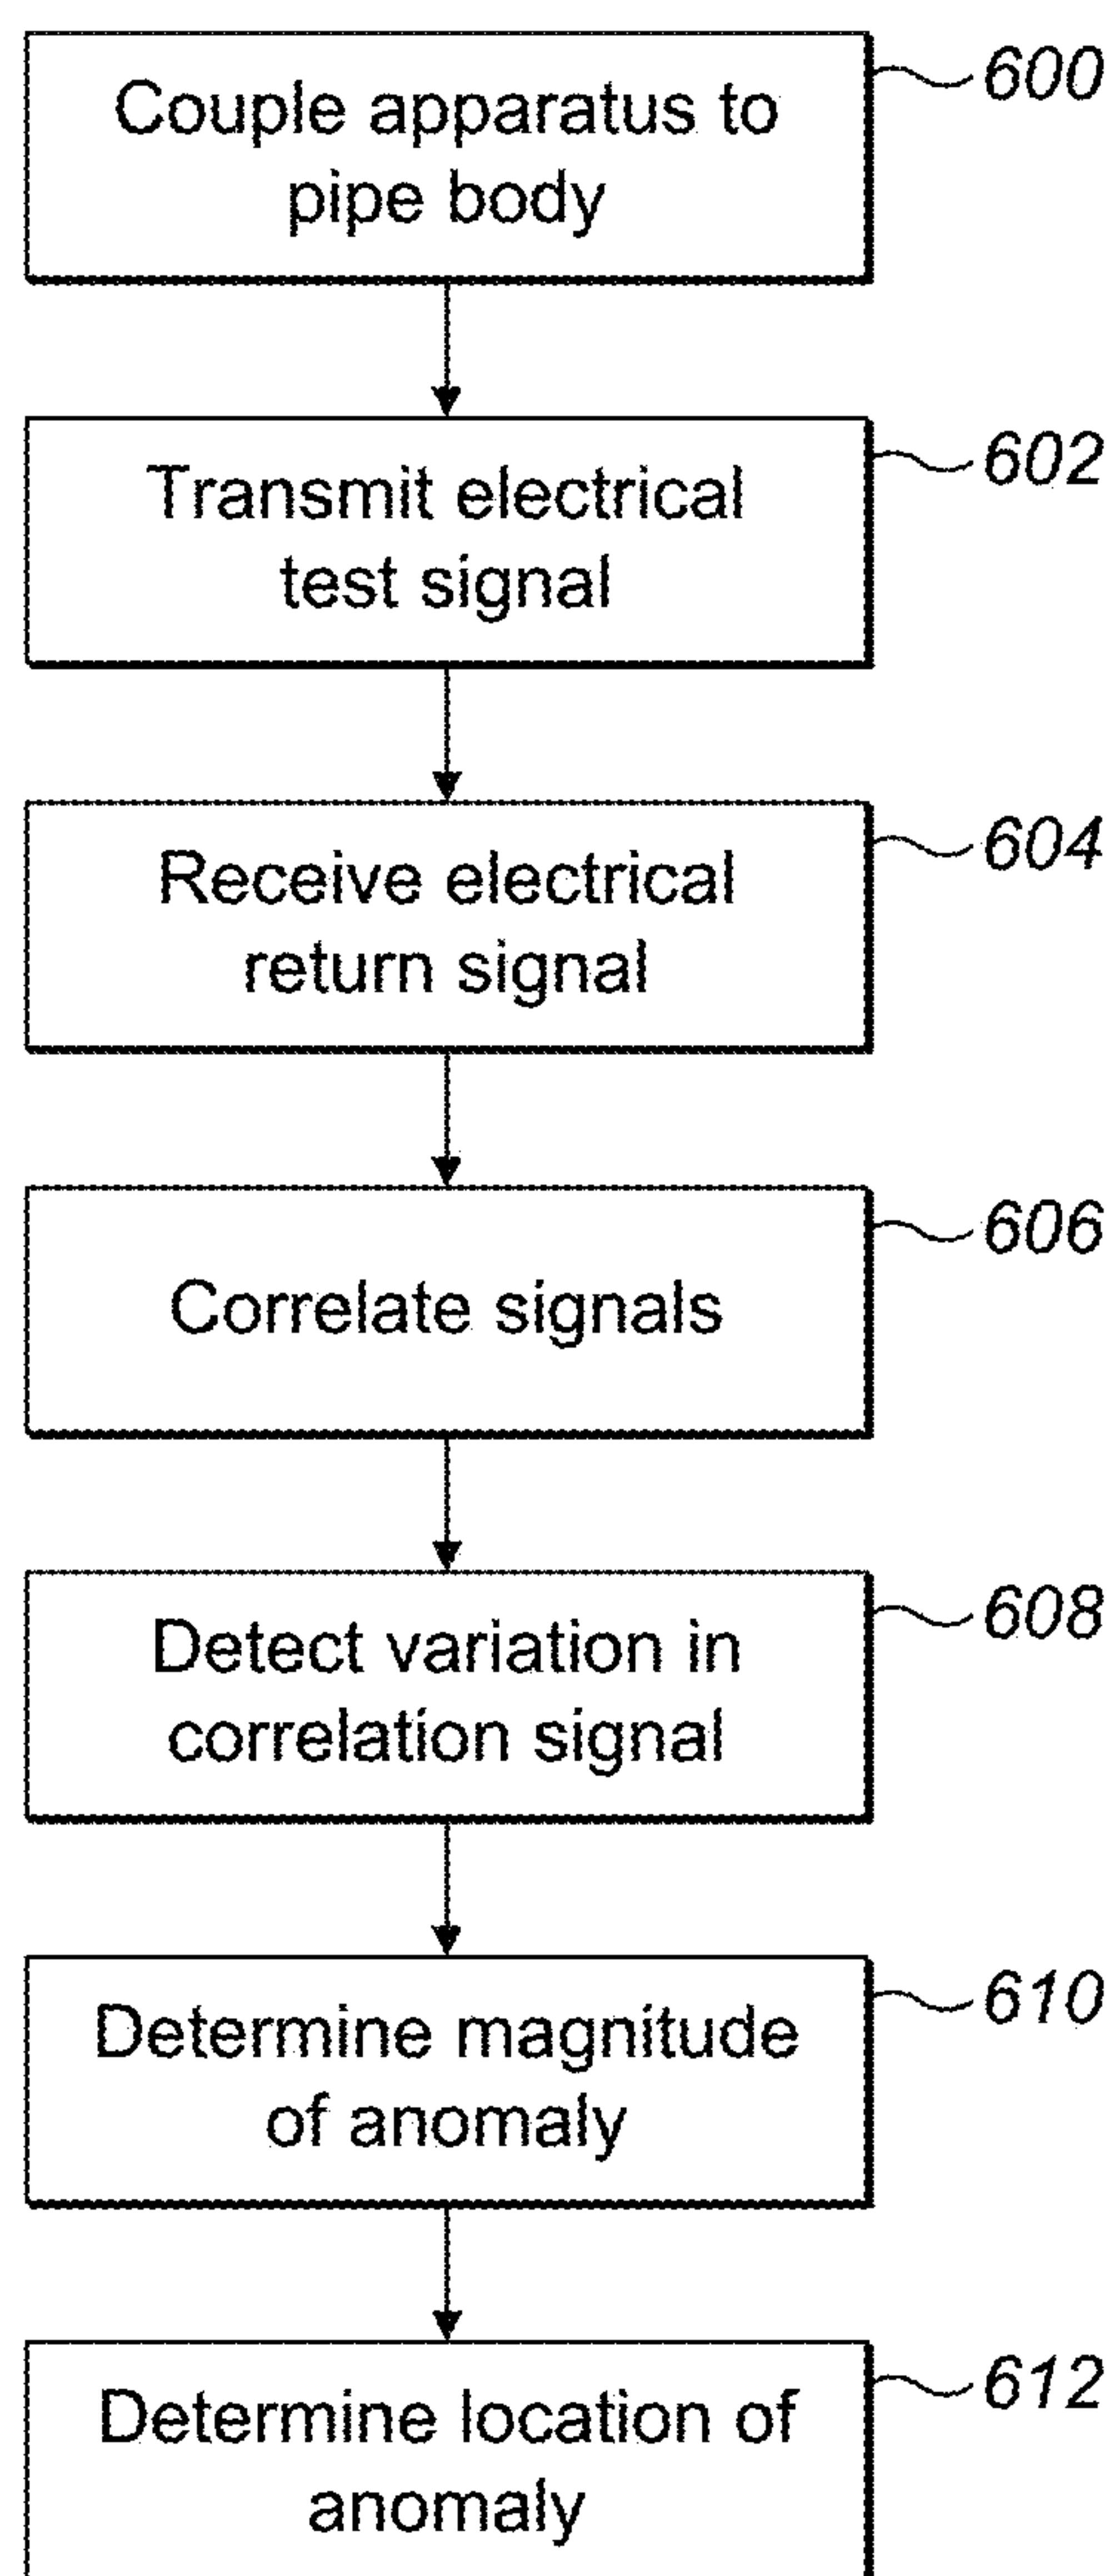 Couple apparatus to
pipe body
600
Transmit electrical
test signal
602
Receive electrical
return signal
604
Correlate signals
606
Detect variation in
correlation signal
608
Determine magnitude
of anomaly
610
Determine location of
anomaly
612